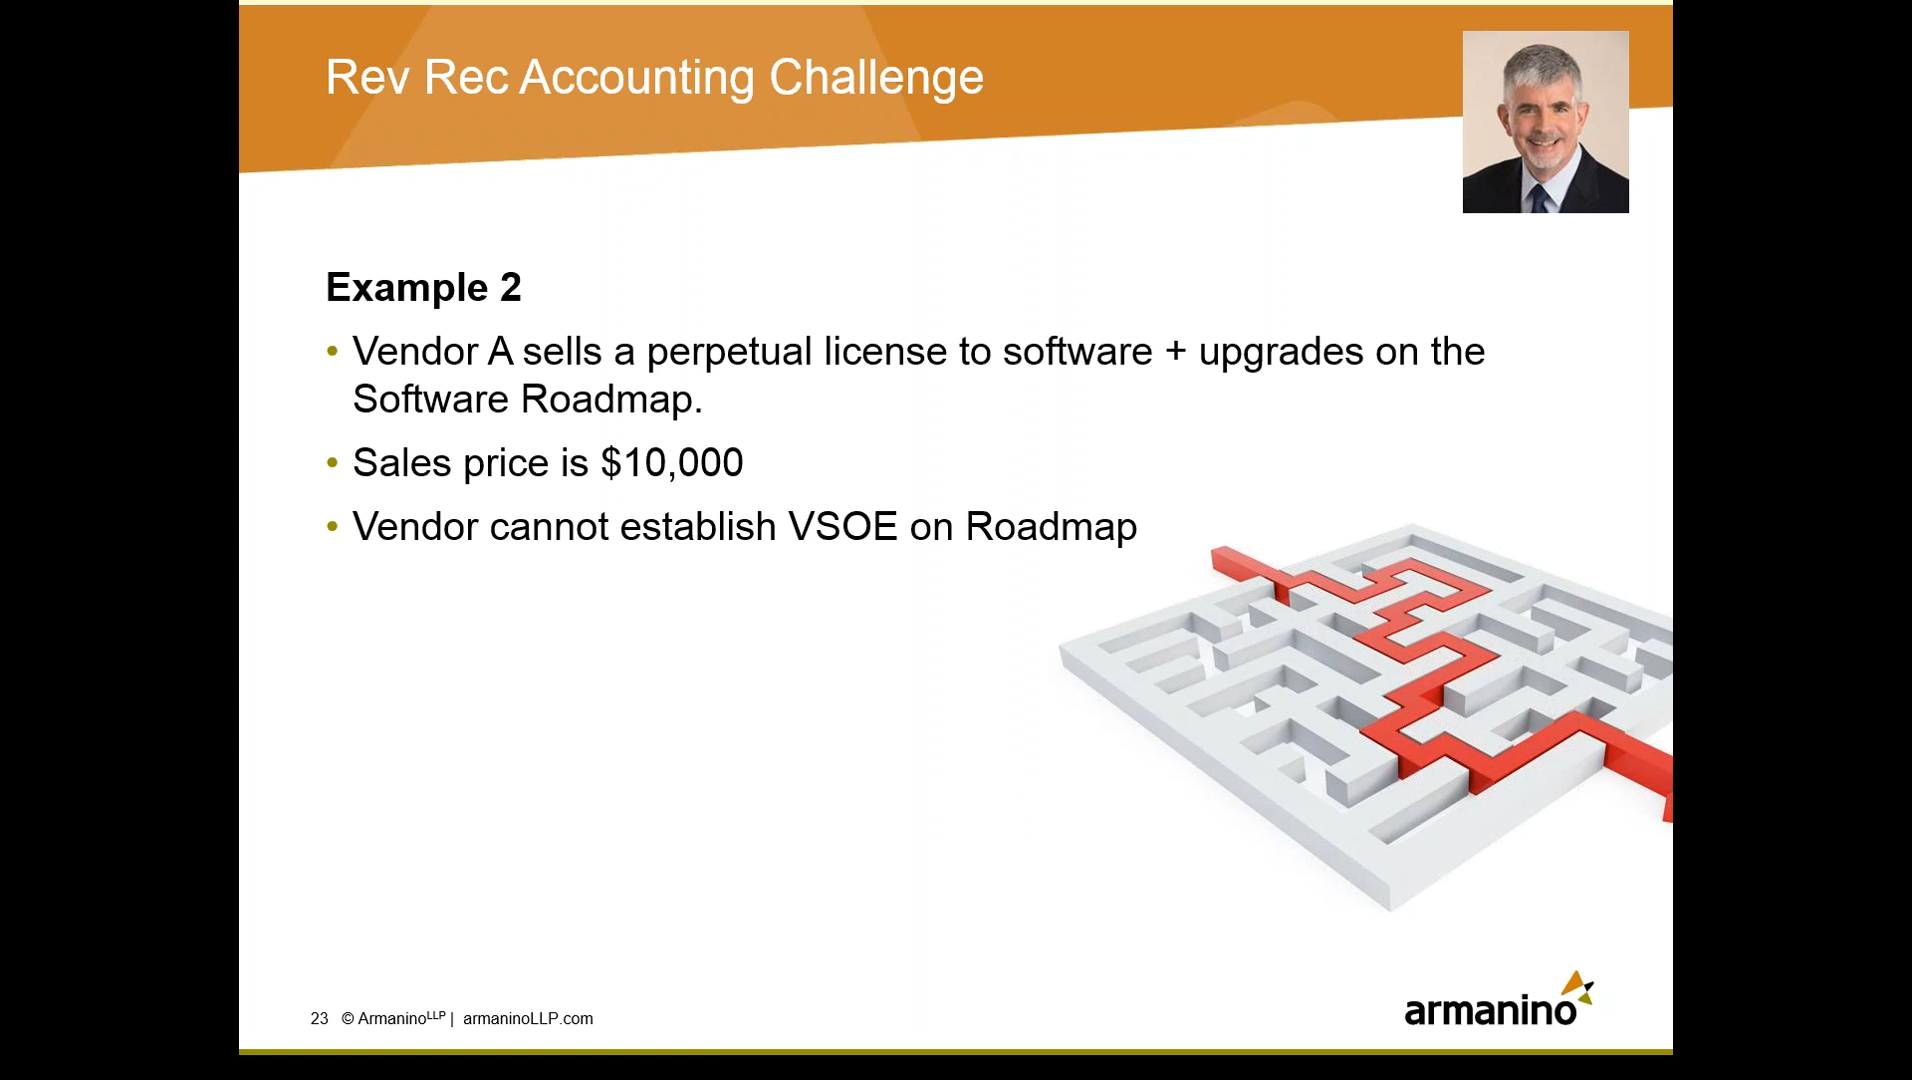 Rev Rec Accounting Challenge
Example 2
• Vendor A sells a perpetual license to software + upgrades on the
Software Roadmap.
• Sales price is $10,000
• Vendor cannot establish VSOE on Roadmap
23 © ArmaninoLLP | armaninoLLP.com
armanino